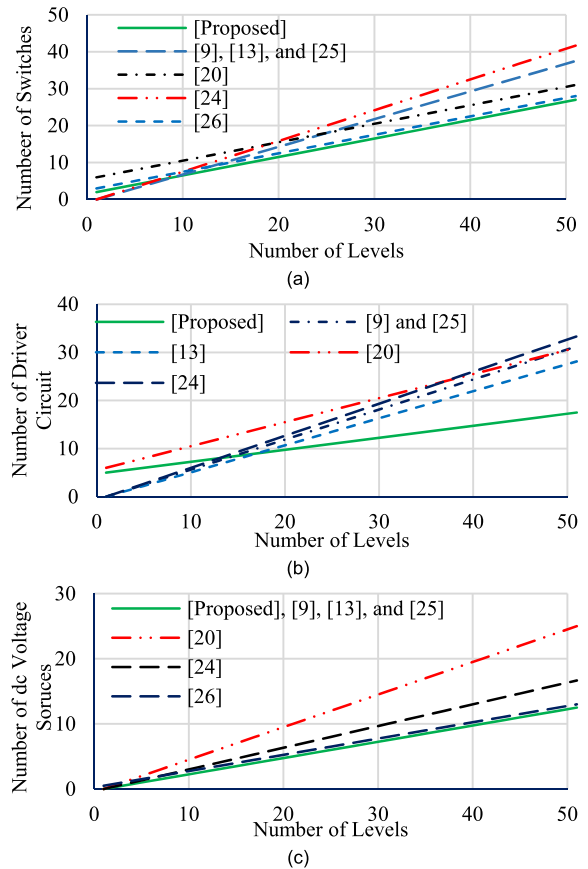 50
40
30
20
10
0
Numbeer of Switches
[Proposed]
[9], [13], and [25]
[20]
[24]
[26]
0 10 20 30 40 50
Number of Levels
(a)
40
30
20
10
0
Number of Driver
Circuit
[Proposed] [9] and [25]
[13] [20]
[24]
0 10 20 30 40 50
Number of Levels
(b)
30
20
10
0
Number of dc Voltage
Soruces
[Proposed], [9], [13], and [25]
[20]
[24]
[26]
0 10 20 30 40 50
Number of Levels
(c)